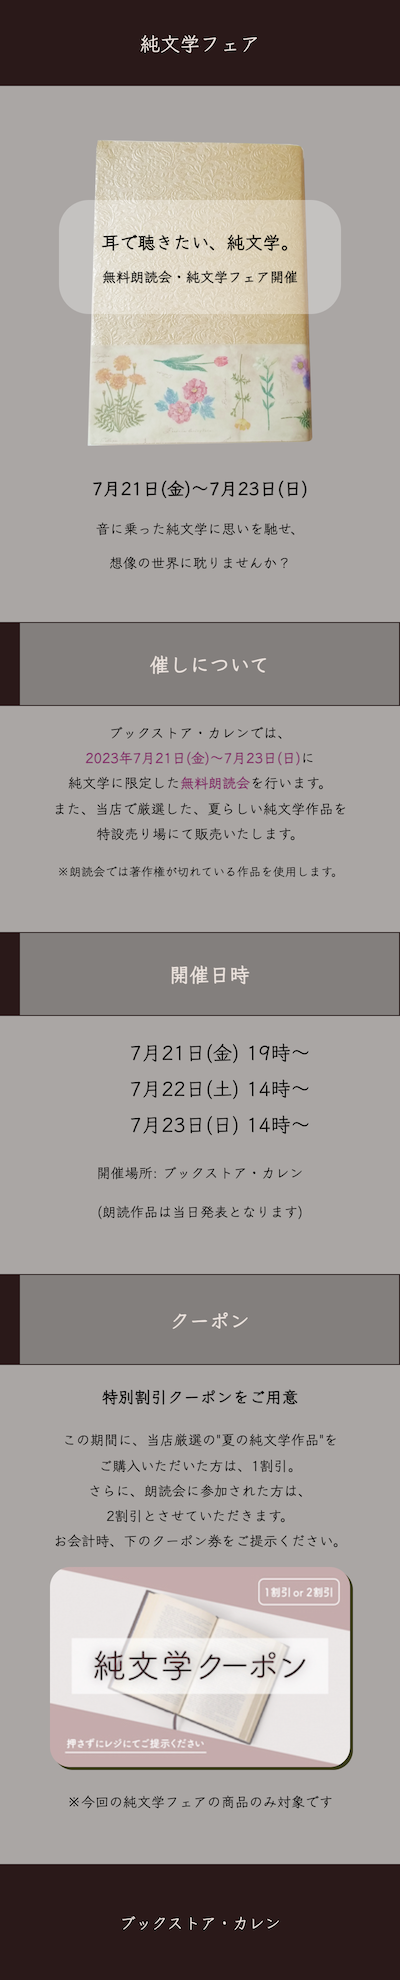 純文学フェア
耳で聴きたい、純文学。
無料朗読会・純文学フェア開催
7月21日(金)～7月23日(日)
音に乗った純文学に思いを馳せ、
想像の世界に耽りませんか？
催しについて
ブックストア・カレンでは、
2023年7月21日(金)～7月23日(日)に
純文学に限定した無料朗読会を行います。
また、当店で厳選した、夏らしい純文学作品を
特設売り場にて販売いたします。
※朗読会では著作権が切れている作品を使用します。
開催日時
7月21日(金) 19時～
7月22日(土) 14時～
7月23日(日) 14時～
開催場所: ブックストア・カレン
(朗読作品は当日発表となります)
クーポン
特別割引クーポンをご用意
この期間に、当店厳選の"夏の純文学作品"を
ご購入いただいた方は、1割引。
さらに、朗読会に参加された方は、
2割引とさせていただきます。
お会計時、下のクーポン券をご提示ください。
1割引 or 2割引
純文学クーポン
押さずにレジにてご提示ください
※今回の純文学フェアの商品のみ対象です
ブックストア・カレン